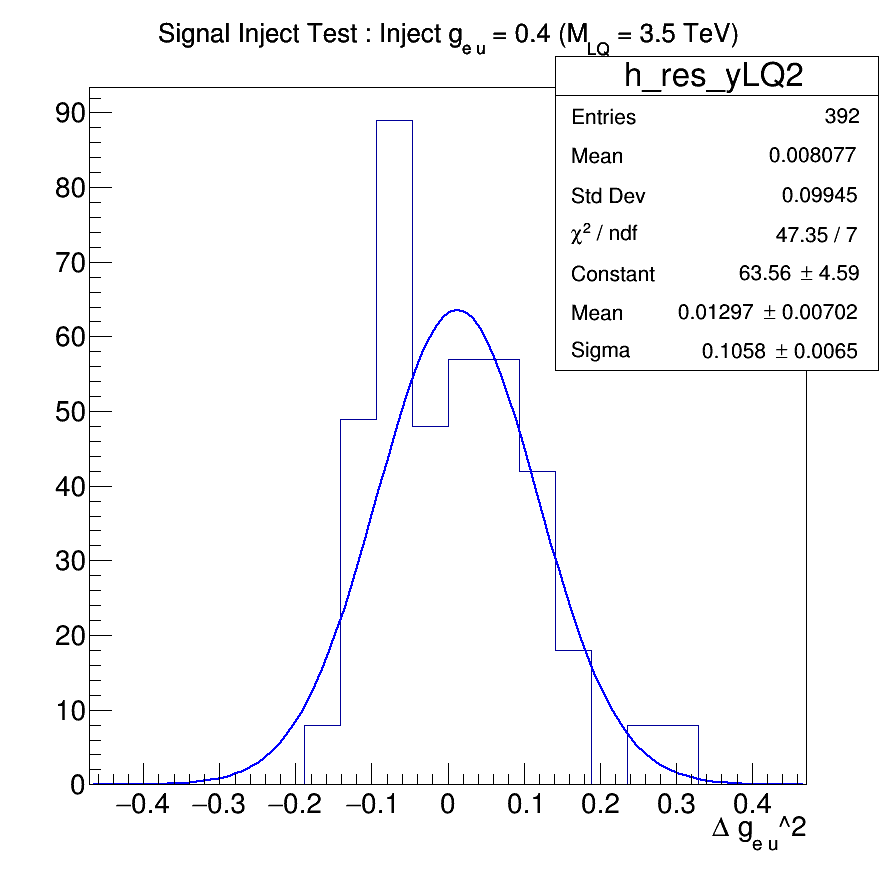 Signal Inject Test : Inject g_e u = 0.4 (M_LQ = 3.5 TeV)
h_res_yLQ2
Entries 392
Mean 0.008077
Std Dev 0.09945
χ² / ndf 47.35 / 7
Constant 63.56 ± 4.59
Mean 0.01297 ± 0.00702
Sigma 0.1058 ± 0.0065
90
80
70
60
50
40
30
20
10
0
−0.4 −0.3 −0.2 −0.1 0 0.1 0.2 0.3 0.4
Δ g_e u^2